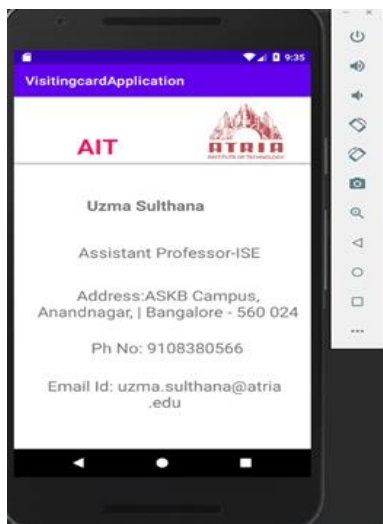 9:35
VisitingcardApplication
AIT
ATRIA
INSTITUTE OF TECHNOLOGY
Uzma Sulthana
Assistant Professor-ISE
Address:ASKB Campus,
Anandnagar, | Bangalore - 560 024
Ph No: 9108380566
Email Id: uzma.sulthana@atria
.edu